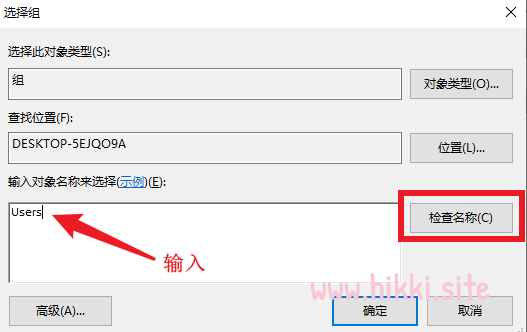 选择组
选择此对象类型(S):
组
对象类型(O)...
查找位置(F):
DESKTOP-5EJQO9A
位置(L)...
输入对象名称来选择(示例)(E):
Users
检查名称(C)
输入
www.hikki.site
高级(A)...
确定
取消